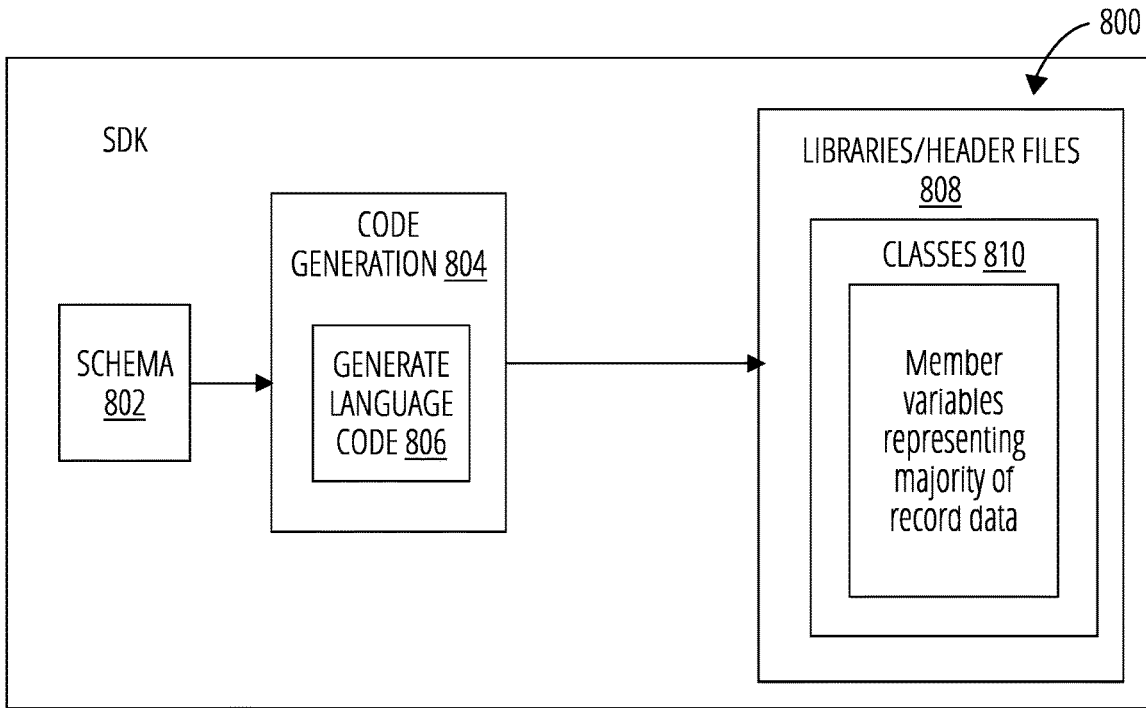 800
SDK
SCHEMA
802
CODE
GENERATION 804
GENERATE
LANGUAGE
CODE 806
LIBRARIES/HEADER FILES
808
CLASSES 810
Member
variables
representing
majority of
record data